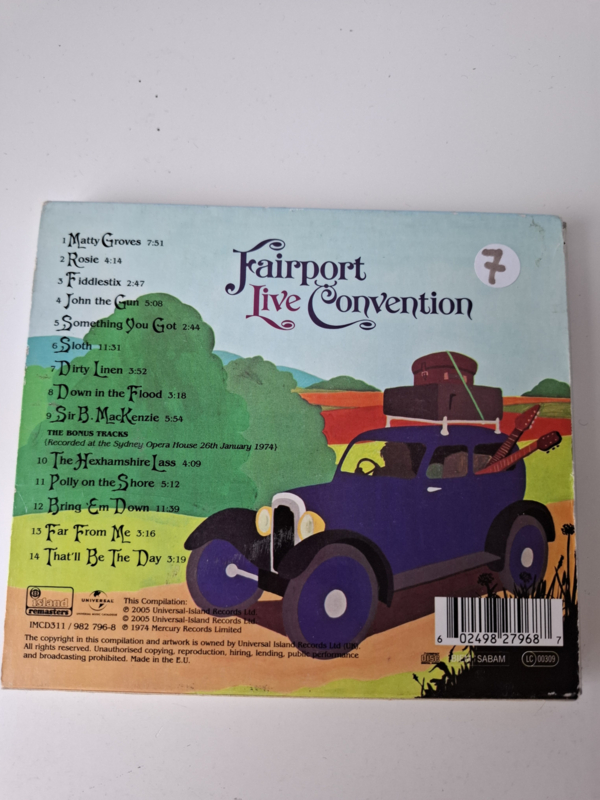 Fairport
Live Convention
7
1 Matty Groves 7:51
2 Rosie 4:14
3 Fiddlestix 2:47
4 John the Gun 5:08
5 Something You Got 2:44
6 Sloth 11:31
7 Dirty Linen 3:52
8 Down in the Flood 3:18
9 Sir B. MacKenzie 5:54
THE BONUS TRACKS
(Recorded at the Sydney Opera House 26th January 1974)
10 The Hexhamshire Lass 4:09
11 Polly on the Shore 5:12
12 Bring 'Em Down 11:39
13 Far From Me 3:16
14 That'll Be The Day 3:19
island
remasters
UNIVERSAL
IMCD311 / 982 796-8
This Compilation:
℗ 2005 Universal-Island Records Ltd.
© 2005 Universal-Island Records Ltd.
℗ 1974 Mercury Records Limited
The copyright in this compilation and artwork is owned by Universal Island Records Ltd (UK).
All rights reserved. Unauthorised copying, reproduction, hiring, lending, public performance
and broadcasting prohibited. Made in the E.U.
6 02498 27968 7
SABAM
LC 00309